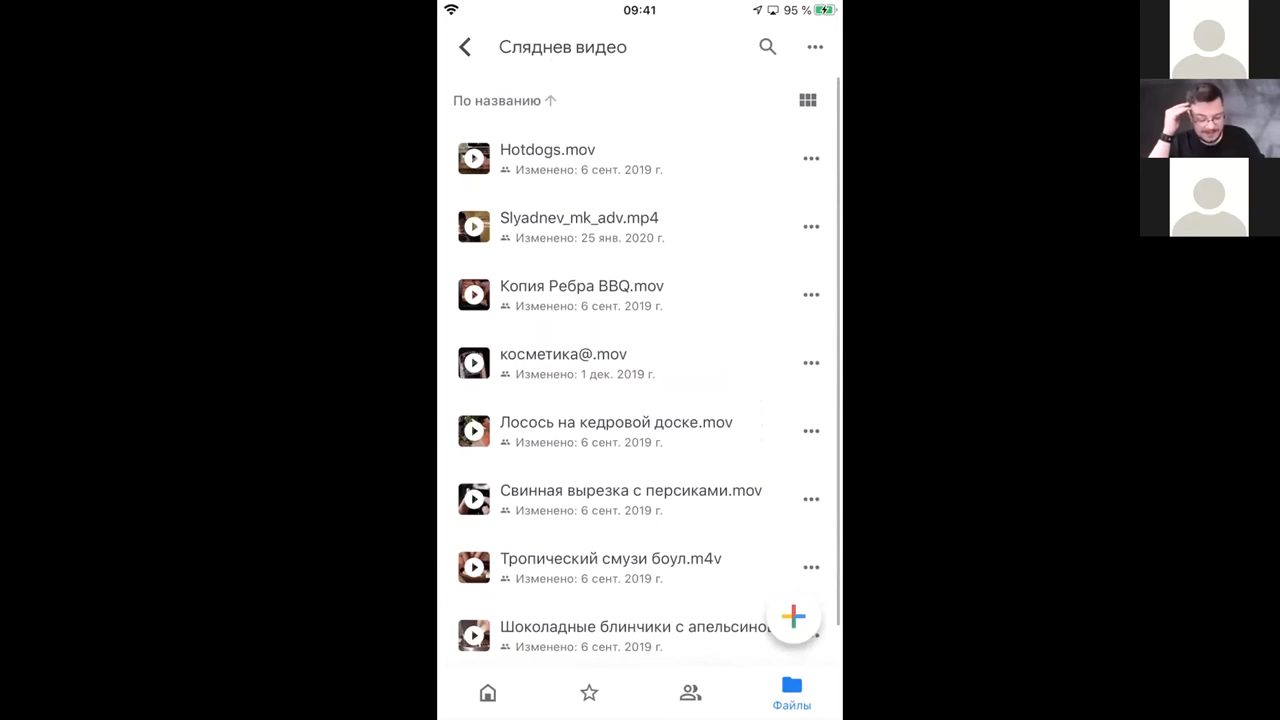 09:41
95 %
Сляднев видео
По названию
Hotdogs.mov
Изменено: 6 сент. 2019 г.
Slyadnev_mk_adv.mp4
Изменено: 25 янв. 2020 г.
Копия Ребра BBQ.mov
Изменено: 6 сент. 2019 г.
косметика@.mov
Изменено: 1 дек. 2019 г.
Лосось на кедровой доске.mov
Изменено: 6 сент. 2019 г.
Свинная вырезка с персиками.mov
Изменено: 6 сент. 2019 г.
Тропический смузи боул.m4v
Изменено: 6 сент. 2019 г.
Шоколадные блинчики с
Изменено: 6 сент. 2019 г.
Файлы